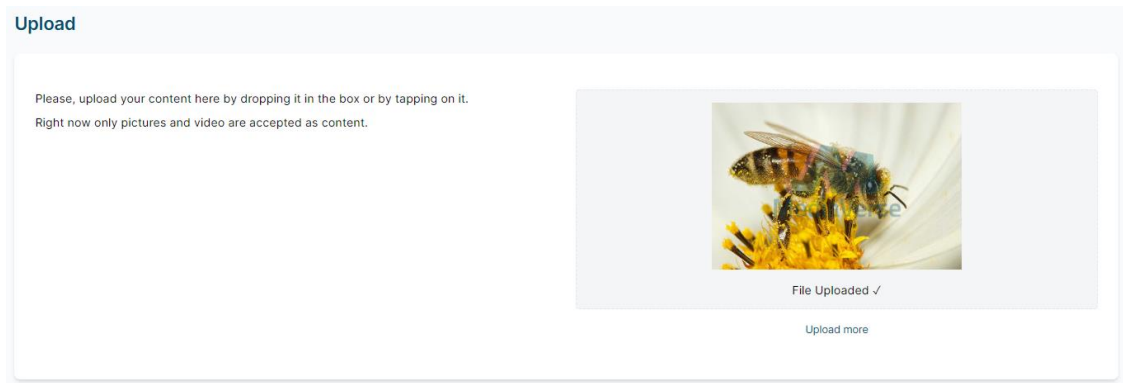 Upload
Please, upload your content here by dropping it in the box or by tapping on it.
Right now only pictures and video are accepted as content.
File Uploaded ✓
Upload more